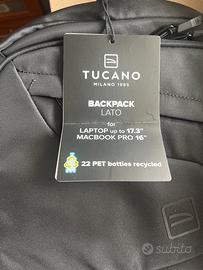 TUCANO
MILANO 1985
BACKPACK
LATO
for
LAPTOP up to 17.3"
MACBOOK PRO 16"
22 PET bottles recycled
subito